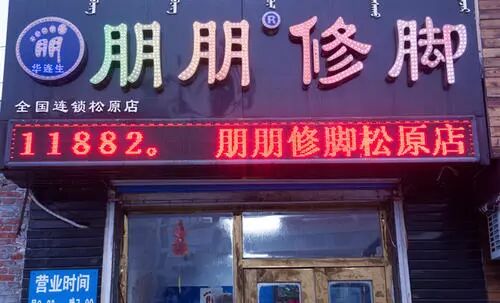 朋
华连生
朋朋®修脚
全国连锁松原店
11882。 朋朋修脚松原店
营业时间